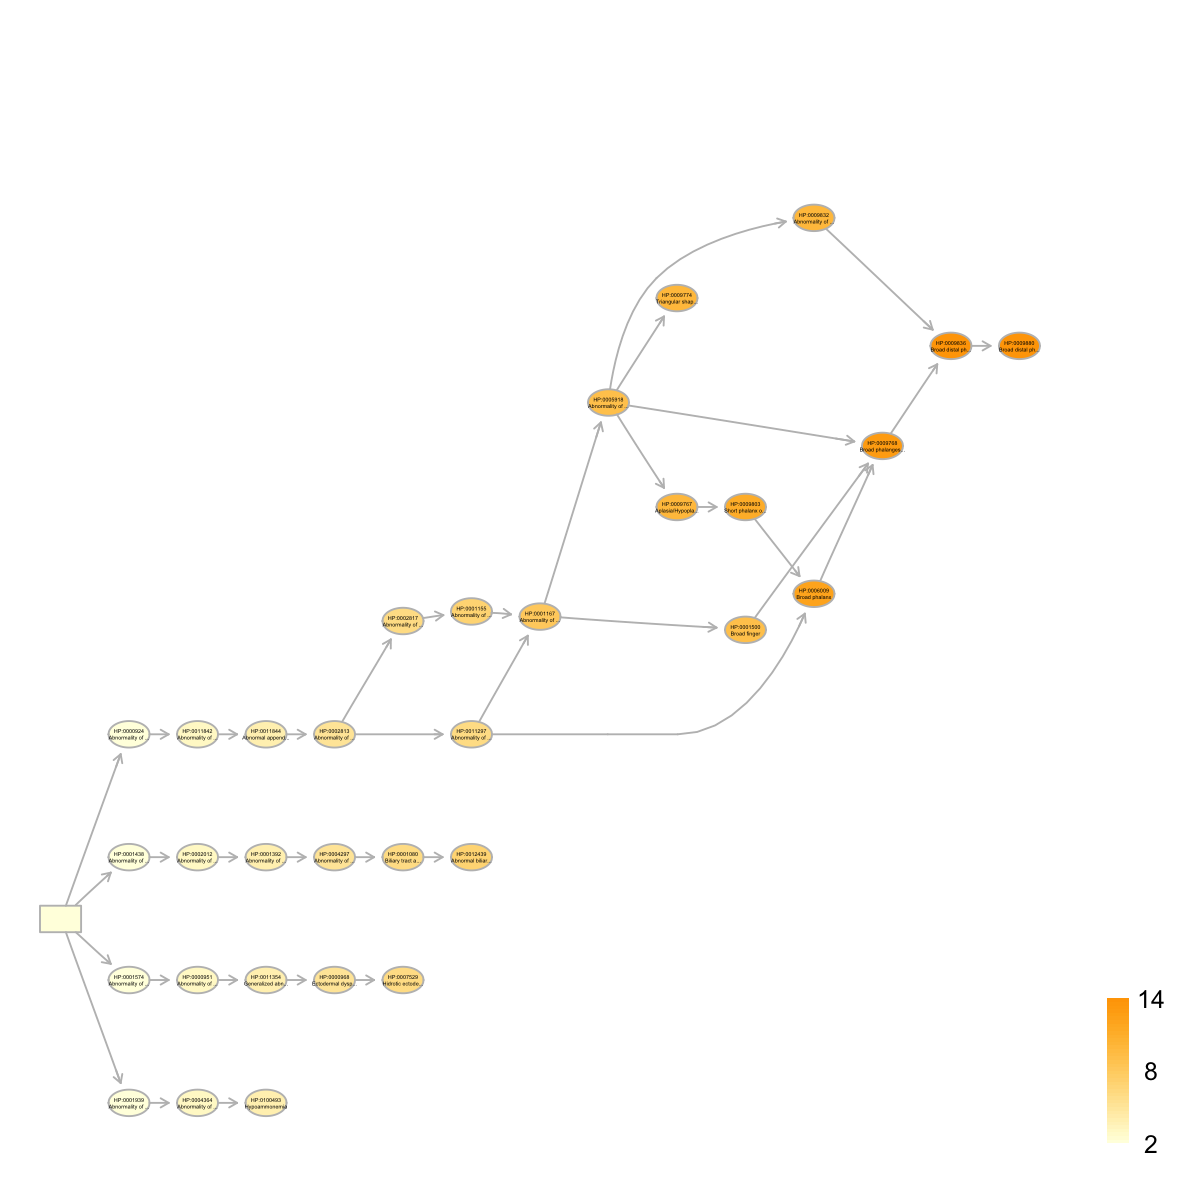 HP:0009832
Abnormality of ...
HP:0009774
Triangular shap...
HP:0009836
Broad distal ph...
HP:0009880
Broad distal ph...
HP:0005918
Abnormality of ...
HP:0009768
Broad phalanges...
HP:0009767
Aplasia/Hypopla...
HP:0009803
Short phalanx o...
HP:0006009
Broad phalanx
HP:0002817
Abnormality of ...
HP:0001155
Abnormality of ...
HP:0001167
Abnormality of ...
HP:0001500
Broad finger
HP:0000924
Abnormality of ...
HP:0011842
Abnormality of ...
HP:0011844
Abnormal append...
HP:0002813
Abnormality of ...
HP:0011297
Abnormality of ...
HP:0001438
Abnormality of ...
HP:0002012
Abnormality of ...
HP:0001392
Abnormality of ...
HP:0004297
Abnormality of ...
HP:0001080
Biliary tract a...
HP:0012439
Abnormal biliar...
HP:0001574
Abnormality of ...
HP:0000951
Abnormality of ...
HP:0011354
Generalized abn...
HP:0000968
Ectodermal dysp...
HP:0007529
Hidrotic ectode...
HP:0001939
Abnormality of ...
HP:0004364
Abnormality of ...
HP:0100493
Hypoammonemia
14
8
2